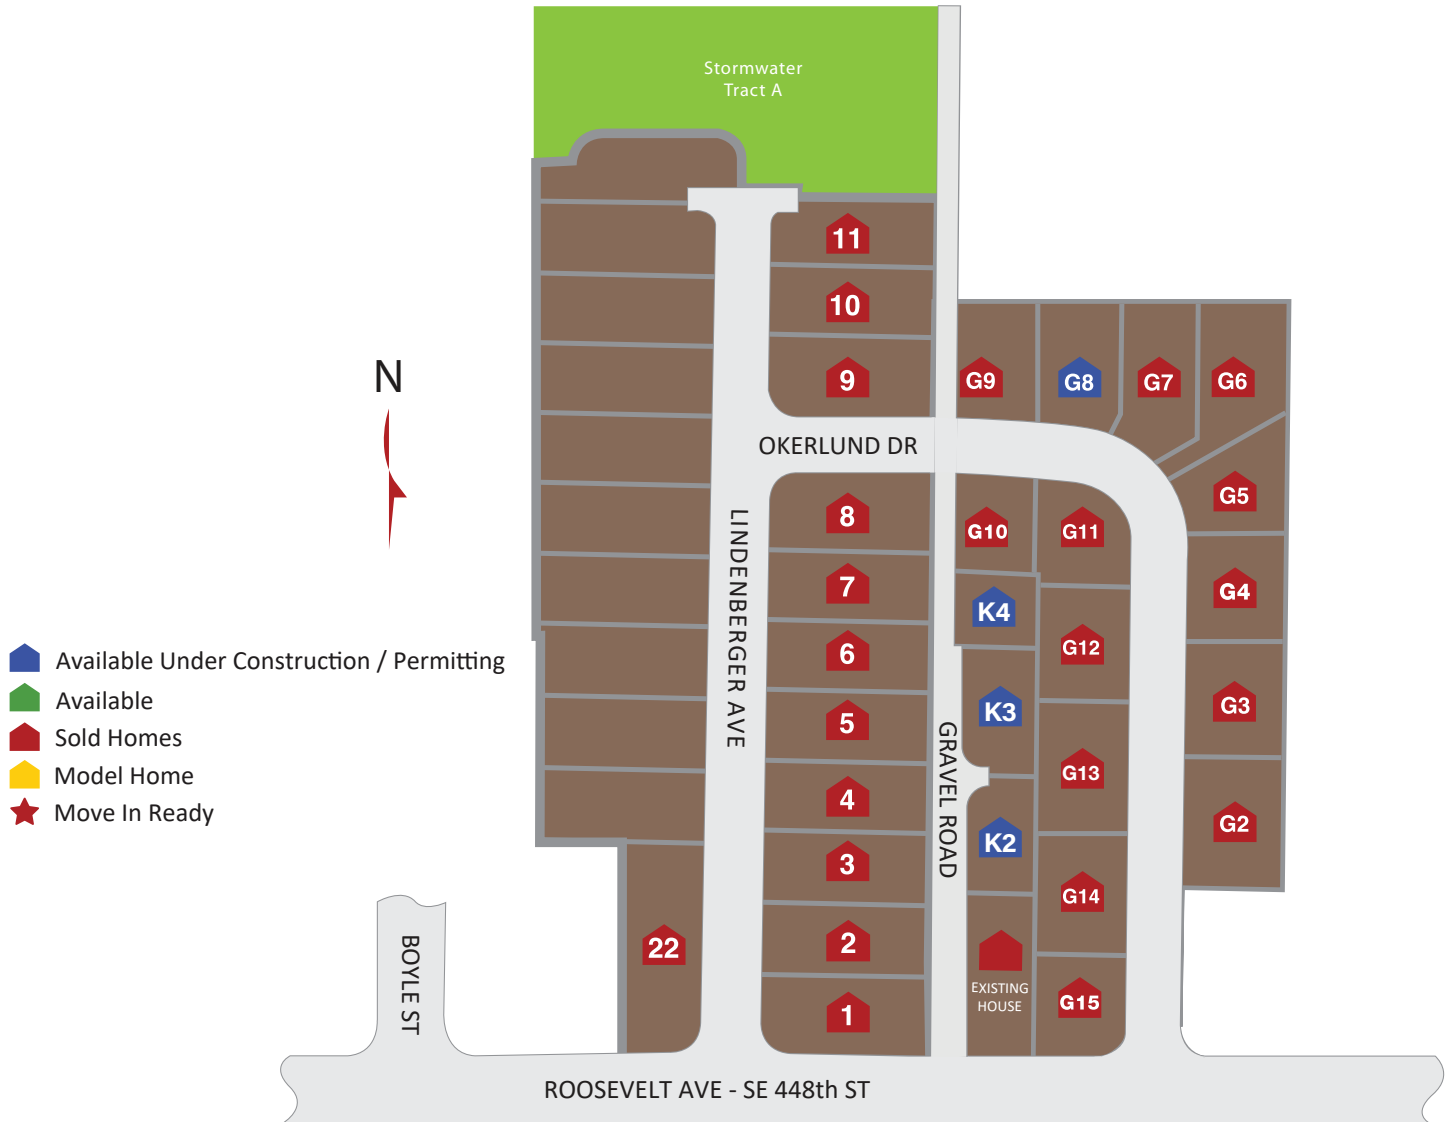 Stormwater
Tract A
11
10
N
9
G9
G8
G7
G6
OKERLUND DR
G5
8
LINDENBERGER AVE
G10
G11
7
G4
K4
6
G12
Available Under Construction / Permitting
Available
5
K3
G3
GRAVEL ROAD
Sold Homes
Model Home
G13
4
Move In Ready
G2
K2
3
G14
2
22
BOYLE ST
EXISTING
HOUSE
G15
1
ROOSEVELT AVE - SE 448th ST